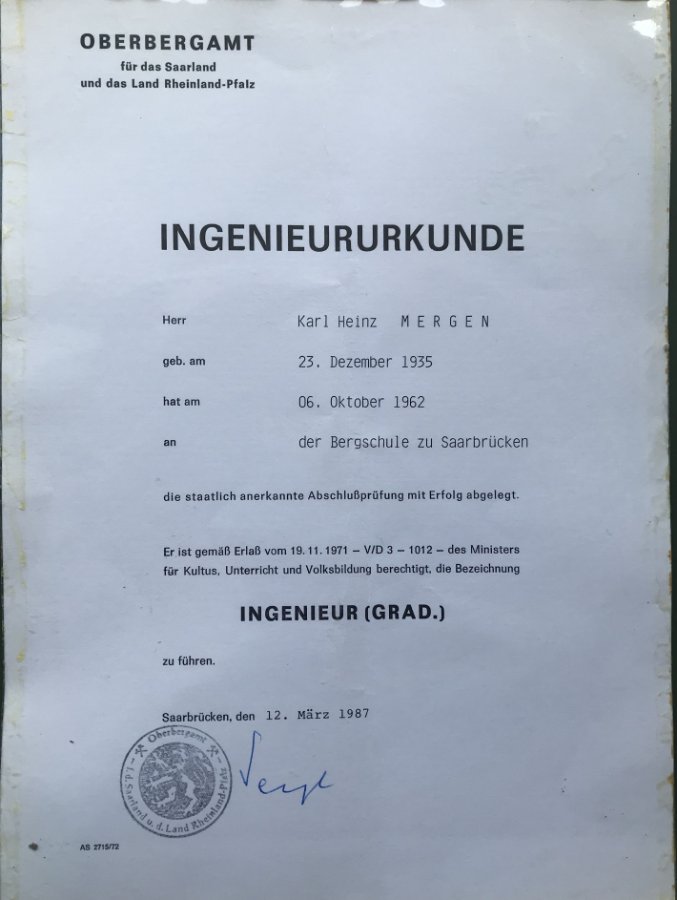 OBERBERGAMT
für das Saarland
und das Land Rheinland-Pfalz
INGENIEURURKUNDE
Herr Karl Heinz MERGEN
geb. am 23. Dezember 1935
hat am 06. Oktober 1962
an der Bergschule zu Saarbrücken
die staatlich anerkannte Abschlußprüfung mit Erfolg abgelegt.
Er ist gemäß Erlaß vom 19. 11. 1971 – V/D 3 – 1012 – des Ministers
für Kultus, Unterricht und Volksbildung berechtigt, die Bezeichnung
INGENIEUR (GRAD.)
zu führen.
Saarbrücken, den 12. März 1987
Oberbergamt
f. d. Saarland u. d. Land Rheinland-Pfalz
AS 2715/72